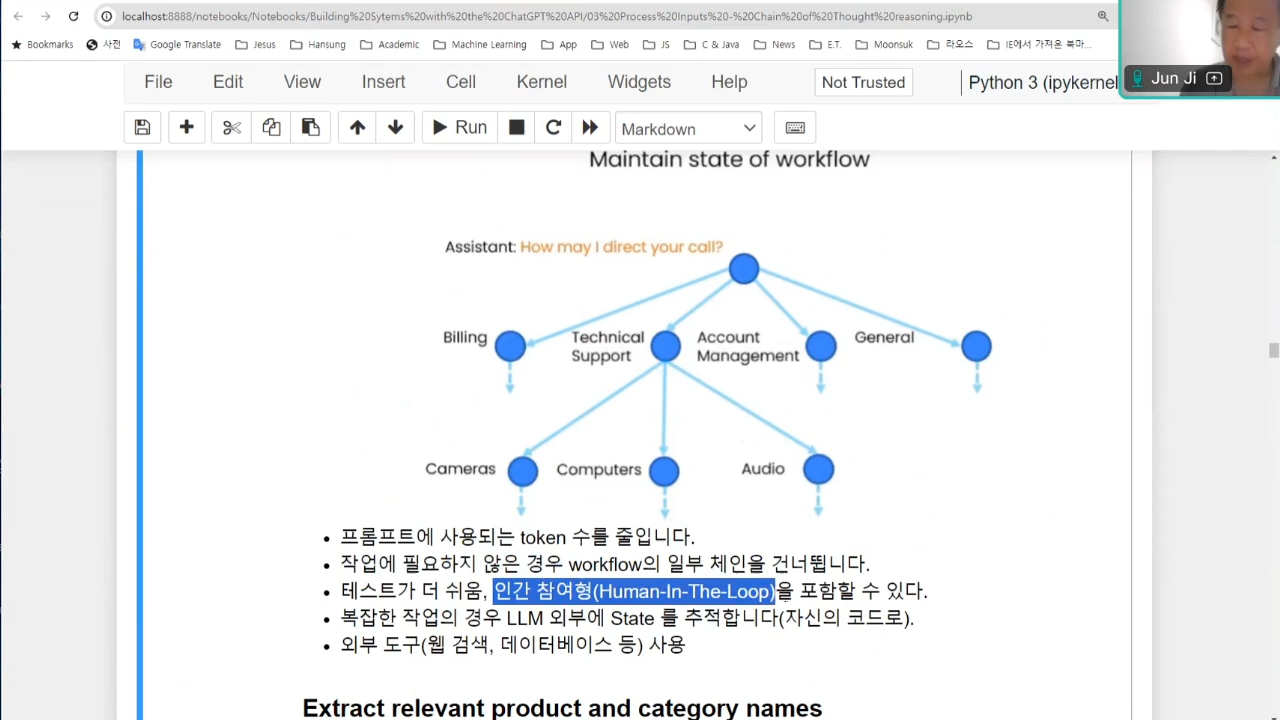 localhost:8888/notebooks/Notebooks/Building%20Sytems%20with%20the%20ChatGPT%20API/03%20Process%20Inputs%20-%20Chain%20of%20Thought%20reasoning.ipynb
Bookmarks 사전 Google Translate Jesus Hansung Academic Machine Learning App Web JS C & Java News E.T. Moonsuk 라오스 IE에서 가져온 북마...
Jun Ji
File Edit View Insert Cell Kernel Widgets Help Not Trusted Python 3 (ipykernel
Run Markdown
Maintain state of workflow
Assistant: How may I direct your call?
Billing Technical Support Account Management General
Cameras Computers Audio
• 프롬프트에 사용되는 token 수를 줄입니다.
• 작업에 필요하지 않은 경우 workflow의 일부 체인을 건너뜁니다.
• 테스트가 더 쉬움, 인간 참여형(Human-In-The-Loop)을 포함할 수 있다.
• 복잡한 작업의 경우 LLM 외부에 State 를 추적합니다(자신의 코드로).
• 외부 도구(웹 검색, 데이터베이스 등) 사용
Extract relevant product and category names